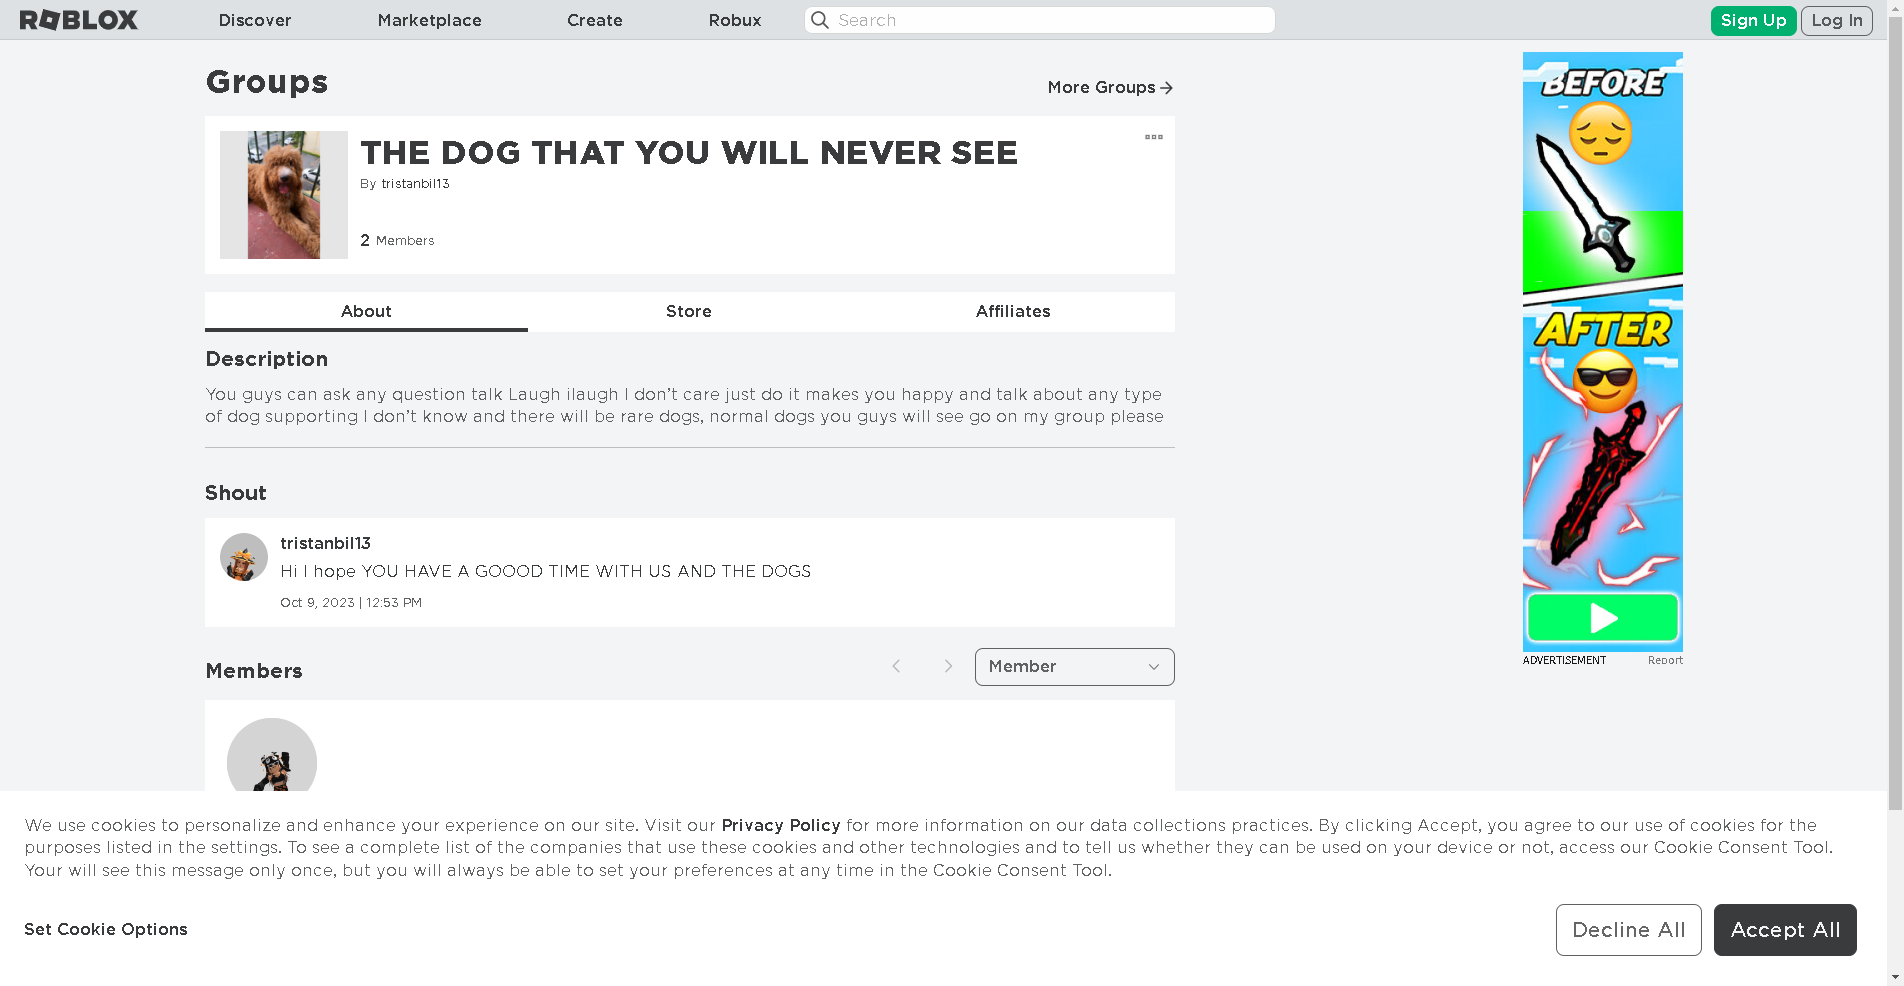 ROBLOX
Discover
Marketplace
Create
Robux
Search
Sign Up
Log In
Groups
More Groups
THE DOG THAT YOU WILL NEVER SEE
By tristanbil13
2 Members
About
Store
Affiliates
Description
You guys can ask any question talk Laugh ilaugh I don’t care just do it makes you happy and talk about any type
of dog supporting I don’t know and there will be rare dogs, normal dogs you guys will see go on my group please
Shout
tristanbil13
Hi I hope YOU HAVE A GOOOD TIME WITH US AND THE DOGS
Oct 9, 2023 | 12:53 PM
Members
Member
BEFORE
AFTER
ADVERTISEMENT
Report
We use cookies to personalize and enhance your experience on our site. Visit our Privacy Policy for more information on our data collections practices. By clicking Accept, you agree to our use of cookies for the
purposes listed in the settings. To see a complete list of the companies that use these cookies and other technologies and to tell us whether they can be used on your device or not, access our Cookie Consent Tool.
Your will see this message only once, but you will always be able to set your preferences at any time in the Cookie Consent Tool.
Set Cookie Options
Decline All
Accept All